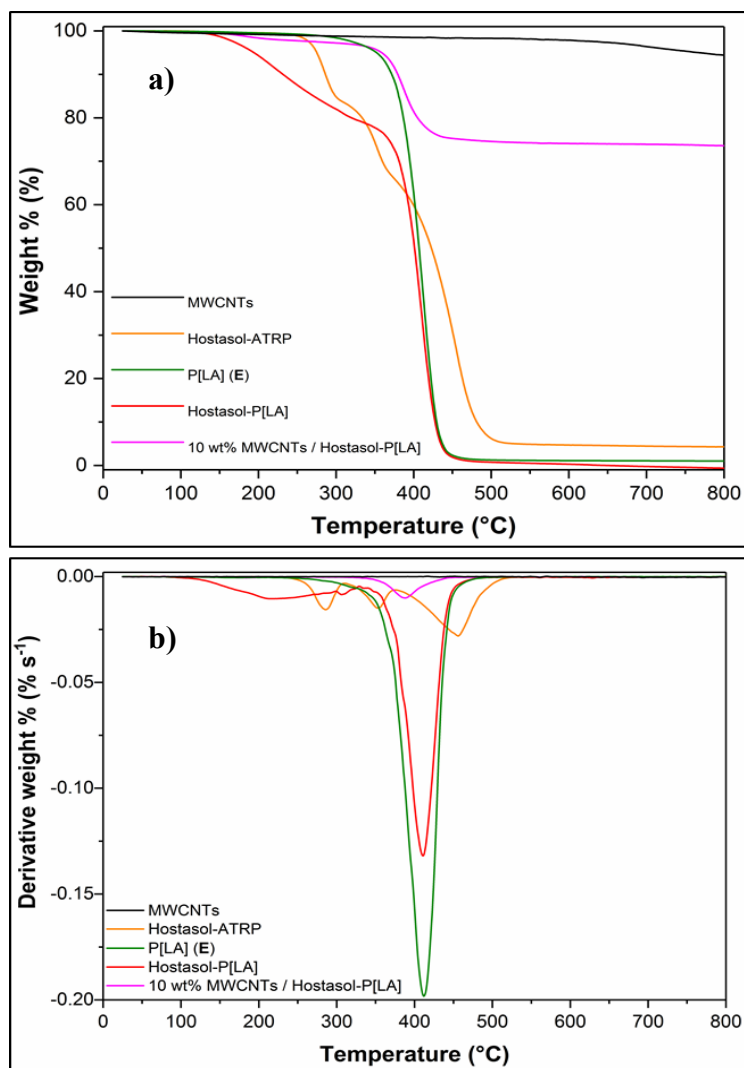 100
80
60
40
20
0
Weight % (%)
a)
MWCNTs
Hostasol-ATRP
P[LA] (E)
Hostasol-P[LA]
10 wt% MWCNTs / Hostasol-P[LA]
0 100 200 300 400 500 600 700 800
Temperature (°C)
0.00
-0.05
-0.10
-0.15
-0.20
Derivative weight % (% s-1)
b)
MWCNTs
Hostasol-ATRP
P[LA] (E)
Hostasol-P[LA]
10 wt% MWCNTs / Hostasol-P[LA]
0 100 200 300 400 500 600 700 800
Temperature (°C)